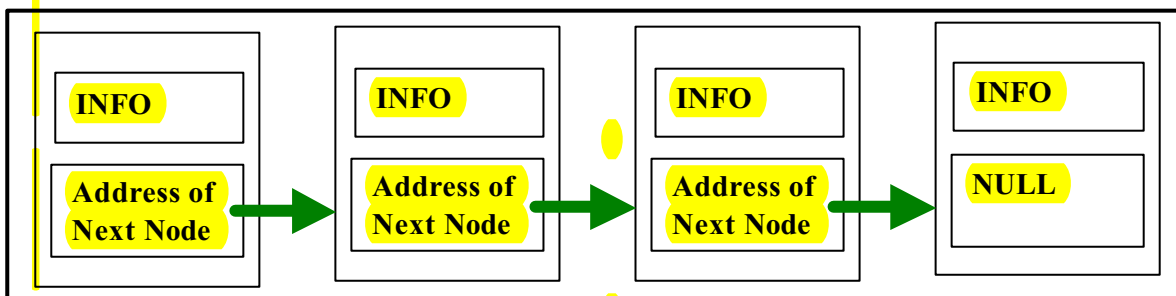 INFO
Address of
Next Node
INFO
Address of
Next Node
INFO
Address of
Next Node
INFO
NULL